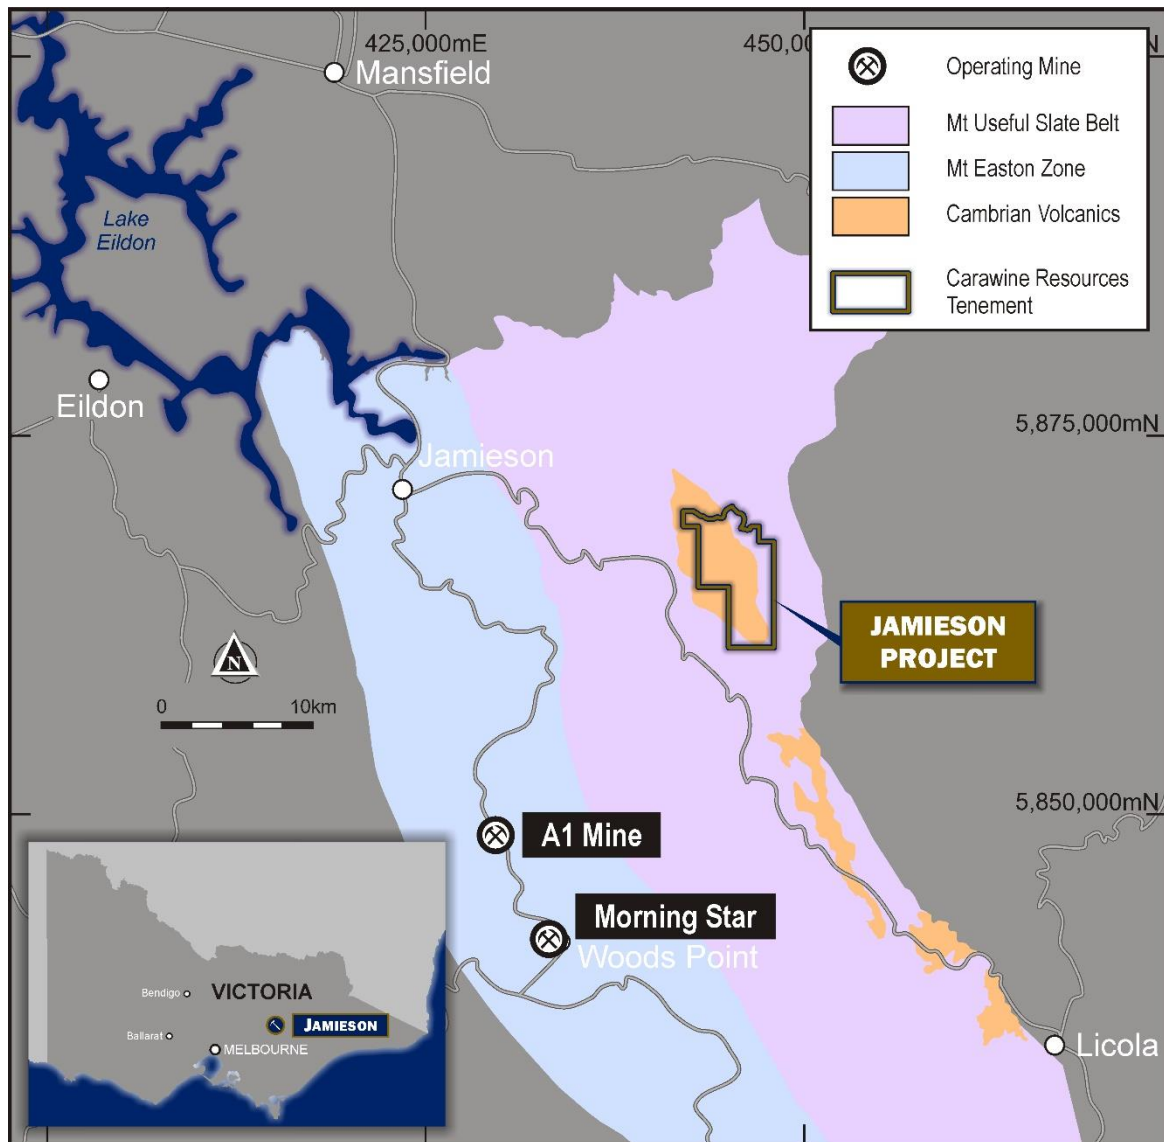 425,000mE
450,00
Mansfield
Operating Mine
Mt Useful Slate Belt
Mt Easton Zone
Cambrian Volcanics
Carawine Resources
Tenement
Lake
Eildon
Eildon
5,875,000mN
Jamieson
JAMIESON
PROJECT
N
0
10km
5,850,000mN
A1 Mine
Morning Star
Woods Point
Licola
Bendigo
VICTORIA
JAMIESON
Ballarat
MELBOURNE